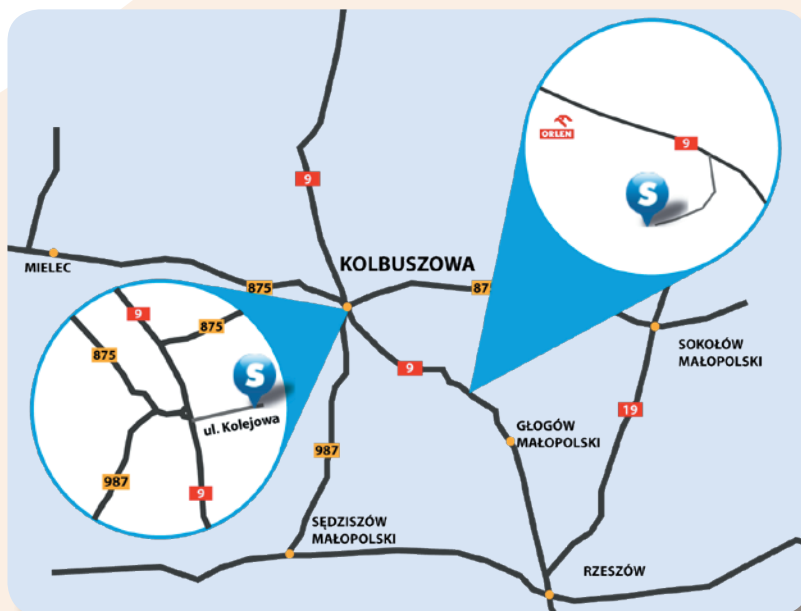 9
ORLEN
9
S
KOLBUSZOWA
MIELEC
875
87
9
875
875
S
ul. Kolejowa
987
9
9
SOKOŁÓW
MAŁOPOLSKI
19
GŁOGÓW
MAŁOPOLSKI
987
SĘDZISZÓW
MAŁOPOLSKI
RZESZÓW